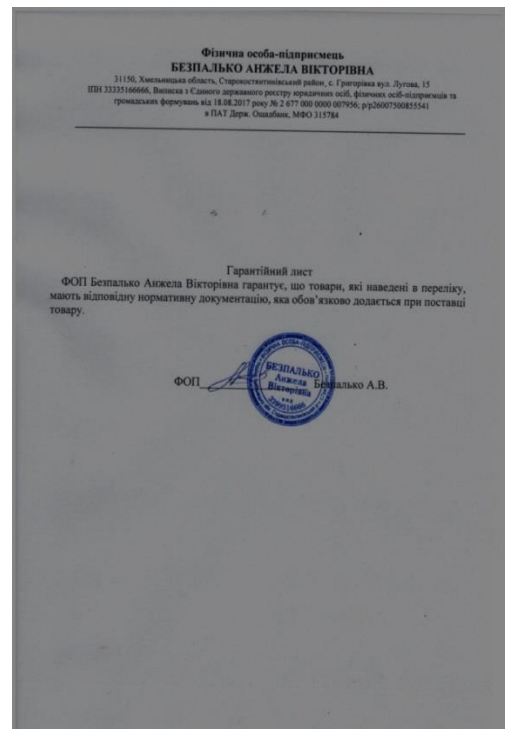 Фізична особа-підприємець
БЕЗПАЛЬКО АНЖЕЛА ВІКТОРІВНА
31150, Хмельницька область, Старокостянтинівський район, с. Григорівка вул. Лугова, 15
ІПН 33335166666, Виписка з Єдиного державного реєстру юридичних осіб, фізичних осіб-підприємців та
громадських формувань від 18.08.2017 року № 2 677 000 0000 007956; р/р26007500855541
в ПАТ Держ. Ощадбанк, МФО 315784
Гарантійний лист
ФОП Безпалько Анжела Вікторівна гарантує, що товари, які наведені в переліку,
мають відповідну нормативну документацію, яка обов’язково додається при поставці
товару.
ФОП Безпалько А.В.
БЕЗПАЛЬКО
Анжела
Вікторівна